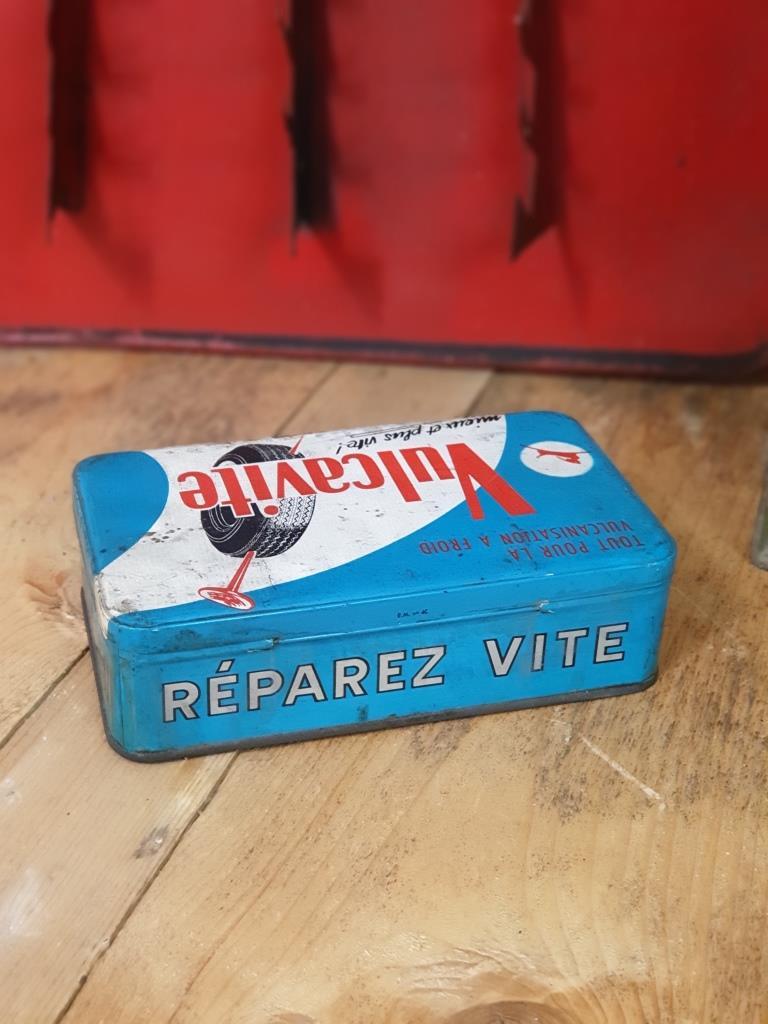 TOUT POUR LA
VULCANISATION A FROID
Vulcavite
mieux et plus vite!
RÉPAREZ VITE